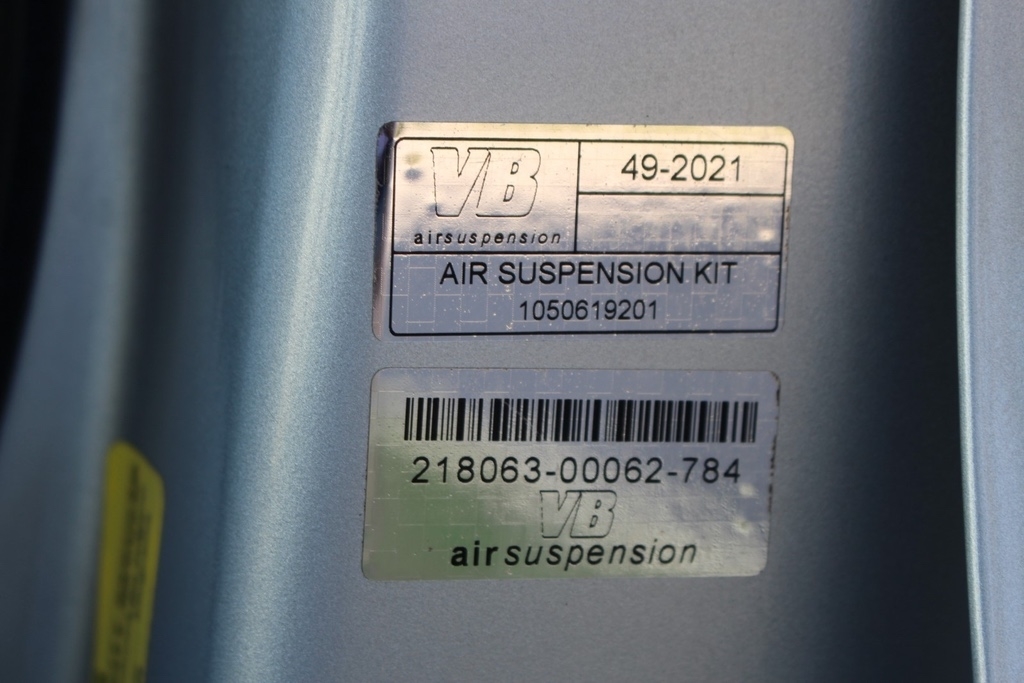 VB
airsuspension
49-2021
AIR SUSPENSION KIT
1050619201
218063-00062-784
VB
airsuspension